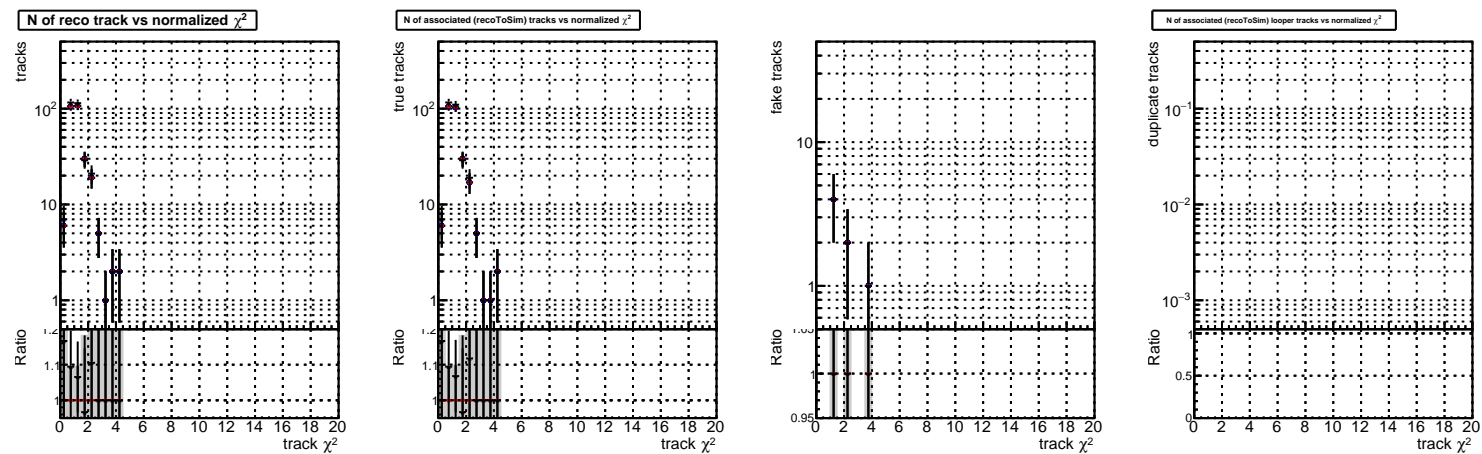 N of reco track vs normalized χ²
N of associated (recoToSim) tracks vs normalized χ²
N of associated (recoToSim) looper tracks vs normalized χ²
tracks
10²
10
1
Ratio
1.2
1.1
1
0 2 4 6 8 10 12 14 16 18 20
track χ²
true tracks
10²
10
1
Ratio
1.2
1.1
1
0 2 4 6 8 10 12 14 16 18 20
track χ²
fake tracks
10
1
Ratio
1.05
1
0.95
0 2 4 6 8 10 12 14 16 18 20
track χ²
duplicate tracks
10⁻¹
10⁻²
10⁻³
Ratio
1
0.5
0
0 2 4 6 8 10 12 14 16 18 20
track χ²